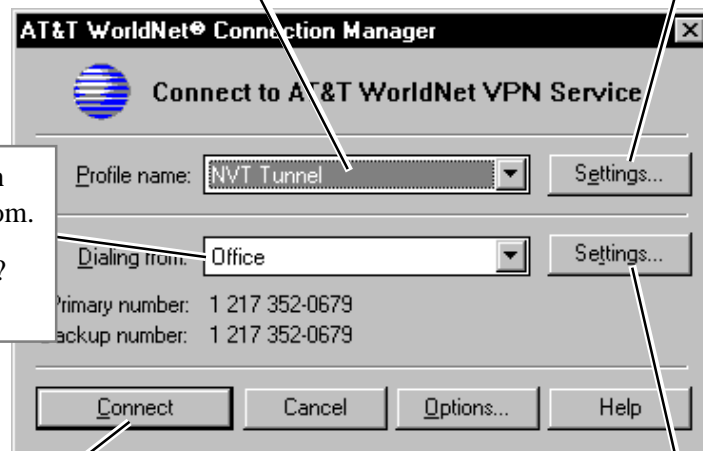 AT&T WorldNet® Connection Manager
Connect to AT&T WorldNet VPN Service
Profile name: NVT Tunnel Settings...
om.
?
Dialing from: Office Settings...
Primary number: 1 217 352-0679
Backup number: 1 217 352-0679
Connect Cancel Options... Help